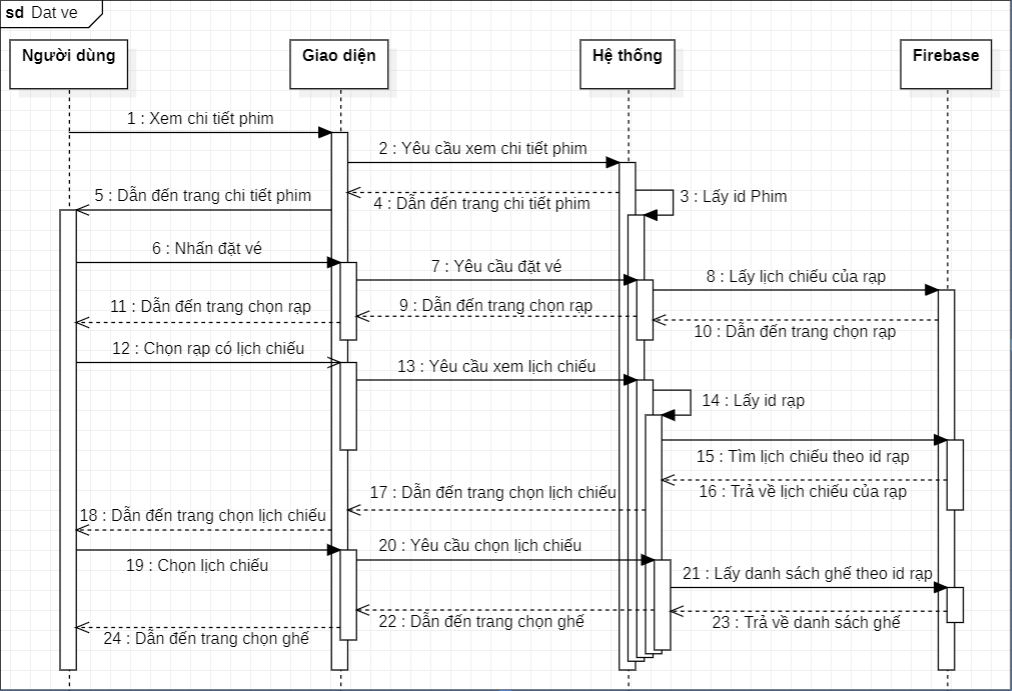 sd Dat ve
Người dùng
Giao diện
Hệ thống
Firebase
1 : Xem chi tiết phim
2 : Yêu cầu xem chi tiết phim
3 : Lấy id Phim
4 : Dẫn đến trang chi tiết phim
5 : Dẫn đến trang chi tiết phim
6 : Nhấn đặt vé
7 : Yêu cầu đặt vé
8 : Lấy lịch chiếu của rạp
9 : Dẫn đến trang chọn rạp
10 : Dẫn đến trang chọn rạp
11 : Dẫn đến trang chọn rạp
12 : Chọn rạp có lịch chiếu
13 : Yêu cầu xem lịch chiếu
14 : Lấy id rạp
15 : Tìm lịch chiếu theo id rạp
16 : Trả về lịch chiếu của rạp
17 : Dẫn đến trang chọn lịch chiếu
18 : Dẫn đến trang chọn lịch chiếu
19 : Chọn lịch chiếu
20 : Yêu cầu chọn lịch chiếu
21 : Lấy danh sách ghế theo id rạp
22 : Dẫn đến trang chọn ghế
23 : Trả về danh sách ghế
24 : Dẫn đến trang chọn ghế